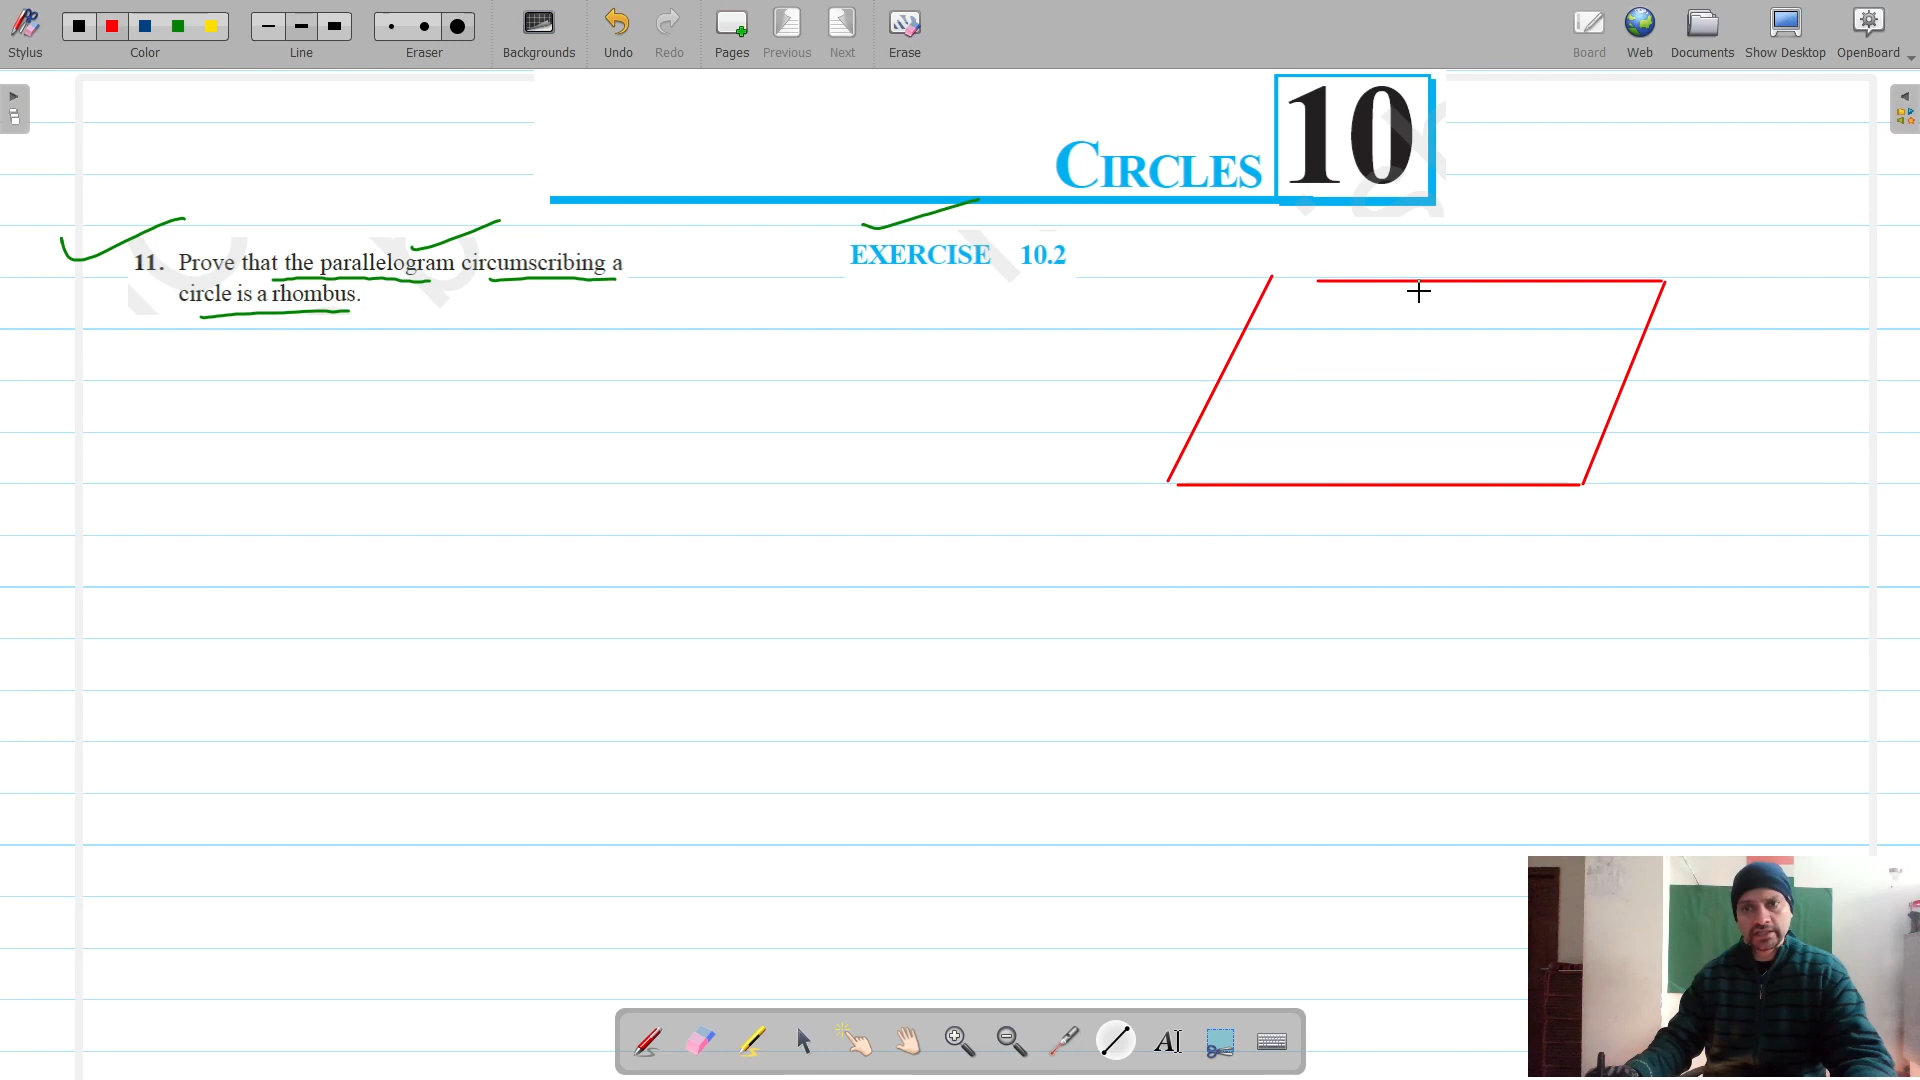 Stylus
Color
Line
Eraser
Backgrounds
Undo
Redo
Pages
Previous
Next
Erase
Board
Web
Documents
Show Desktop
OpenBoard
CIRCLES 10
EXERCISE 10.2
11. Prove that the parallelogram circumscribing a
circle is a rhombus.